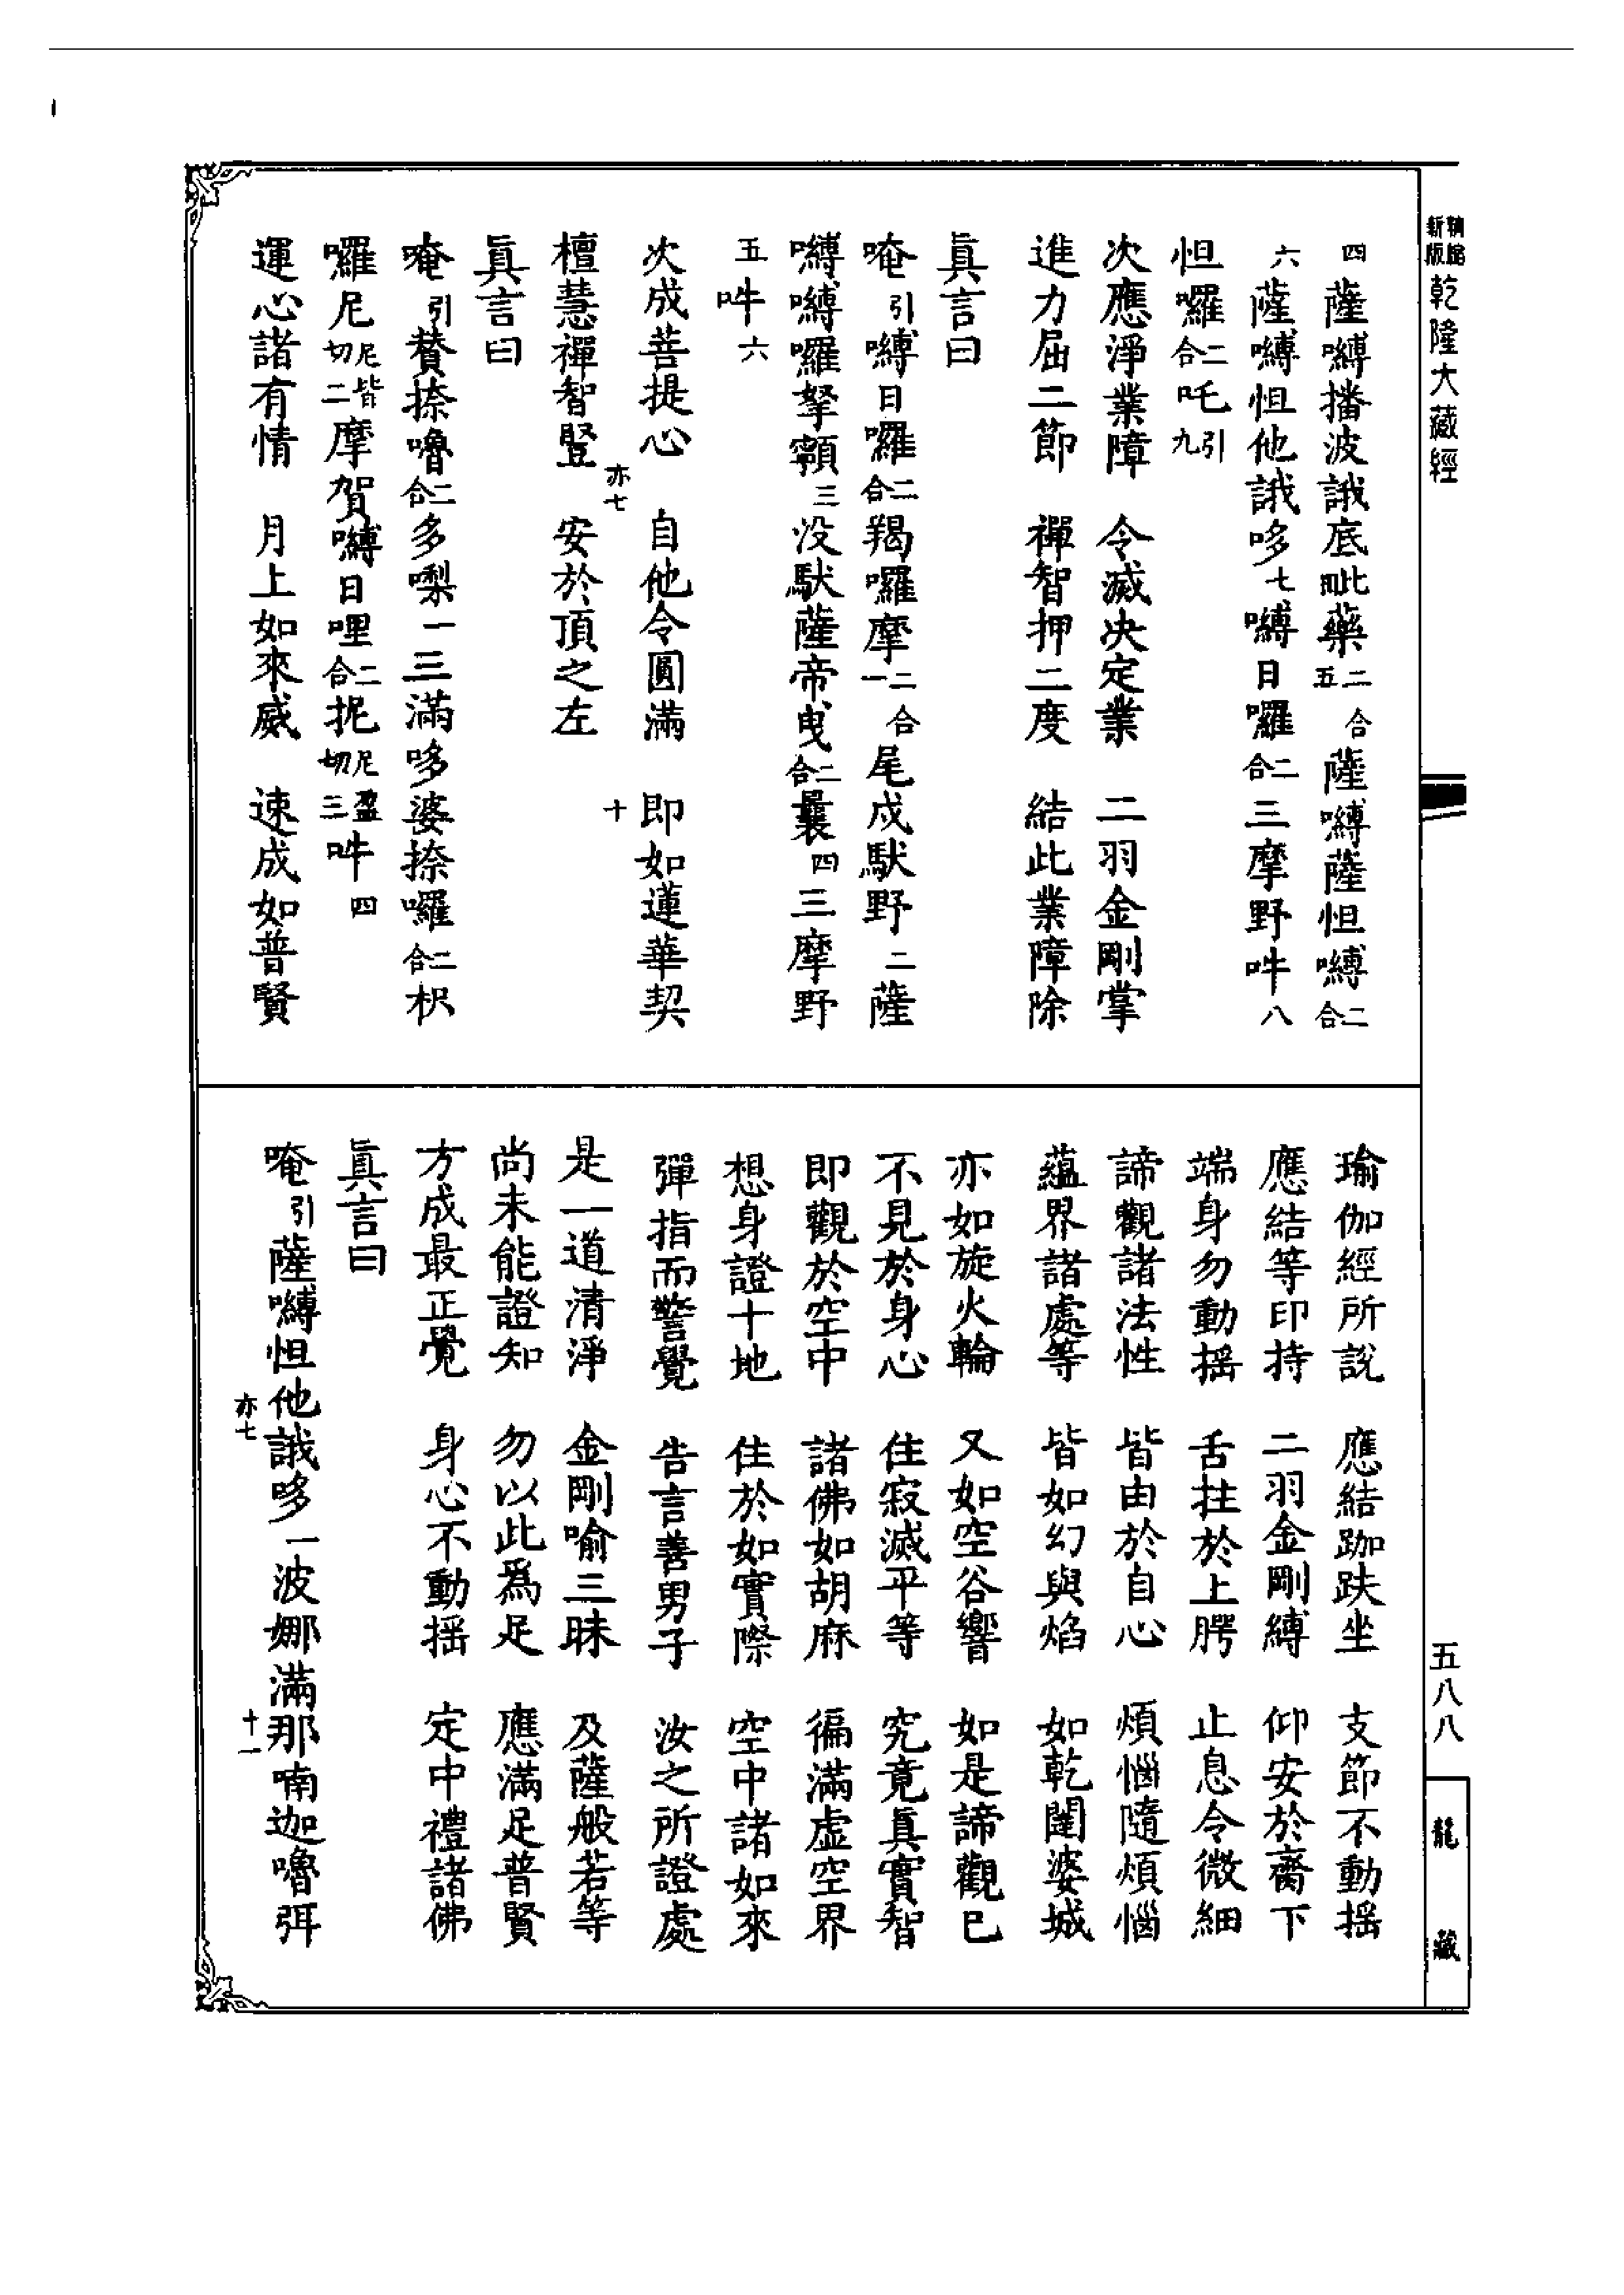 新版 精縮 乾隆大藏經
四薩嚩播波誐底毗此藥二合五薩嚩薩怛嚩二合
六薩嚩怛他誐哆七嚩日囉二合三摩野吽八
怛囉二合吒引九
次應淨業障　令滅決定業　二羽金剛掌
進力屈二節　禪智押二度　結此業障除
眞言曰
唵引嚩日囉二合羯囉摩二合一尾戍馱野二薩
嚩嚩囉拏顎三沒馱薩帝曳二合曩四三摩野
五吽六
次成菩提心　自他令圓滿　即如蓮華契
亦七　十
檀慧禪智豎　安於頂之左
眞言曰
唵引贊捺嚕二合多㗚一三滿哆婆捺囉二合枳
囉尼尼皆切二摩賀嚩日哩二合抳尼盈切三吽四
運心諸有情　月上如來威　速成如普賢
瑜伽經所說　應結跏趺坐　支節不動搖
應結等印持　二羽金剛縛　仰安於臍下
端身勿動搖　舌拄於上腭　止息令微細
諦觀諸法性　皆由於自心　煩惱隨煩惱
蘊界諸處等　皆如幻與焰　如乾闥婆城
亦如旋火輪　又如空谷響　如是諦觀已
不見於身心　住寂滅平等　究竟眞實智
即觀於空中　諸佛如胡麻　徧滿虛空界
想身證十地　住於如實際　空中諸如來
彈指而警覺　告言善男子　汝之所證處
是一道清淨　金剛喻三昧　及薩般若等
尚未能證知　勿以此爲足　應滿足普賢
方成最正覺　身心不動搖　定中禮諸佛
眞言曰
唵引薩嚩怛他誐哆一波娜滿那喃迦嚕弭
亦七　十一
五八八
龍藏